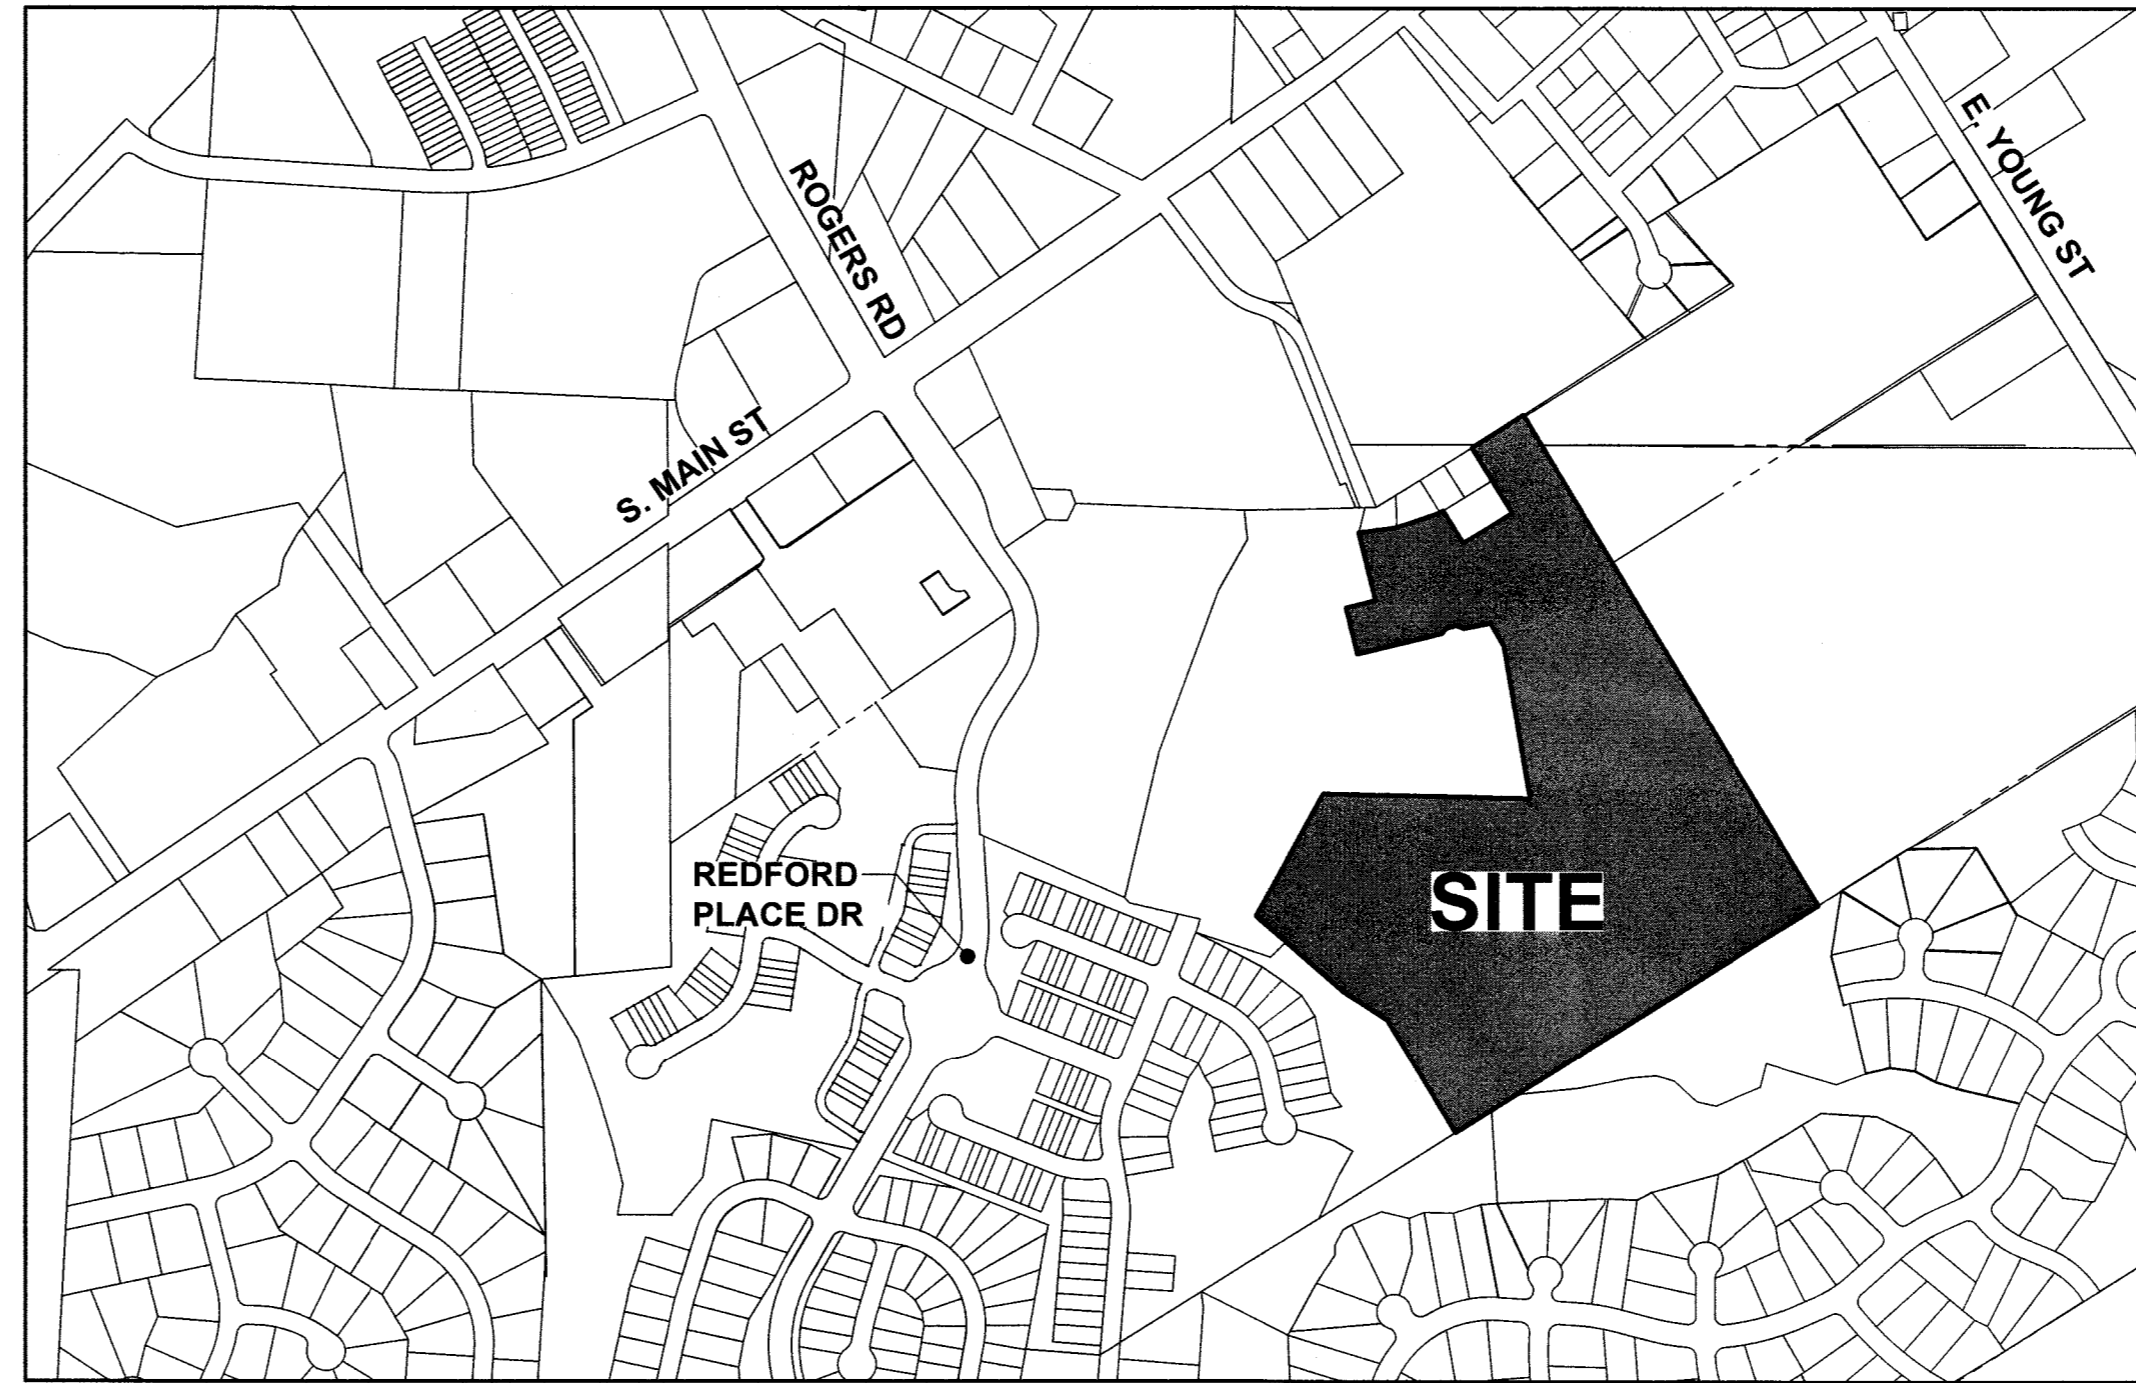 E. YOUNG ST
ROGERS RD
S. MAIN ST
REDFORD
PLACE DR
SITE